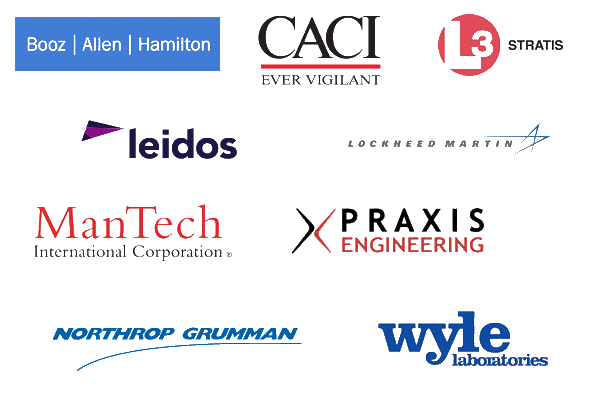 Booz | Allen | Hamilton
CACI
EVER VIGILANT
L3 STRATIS
leidos
LOCKHEED MARTIN
ManTech
International Corporation ®
PRAXIS
ENGINEERING
NORTHROP GRUMMAN
wyle
laboratories